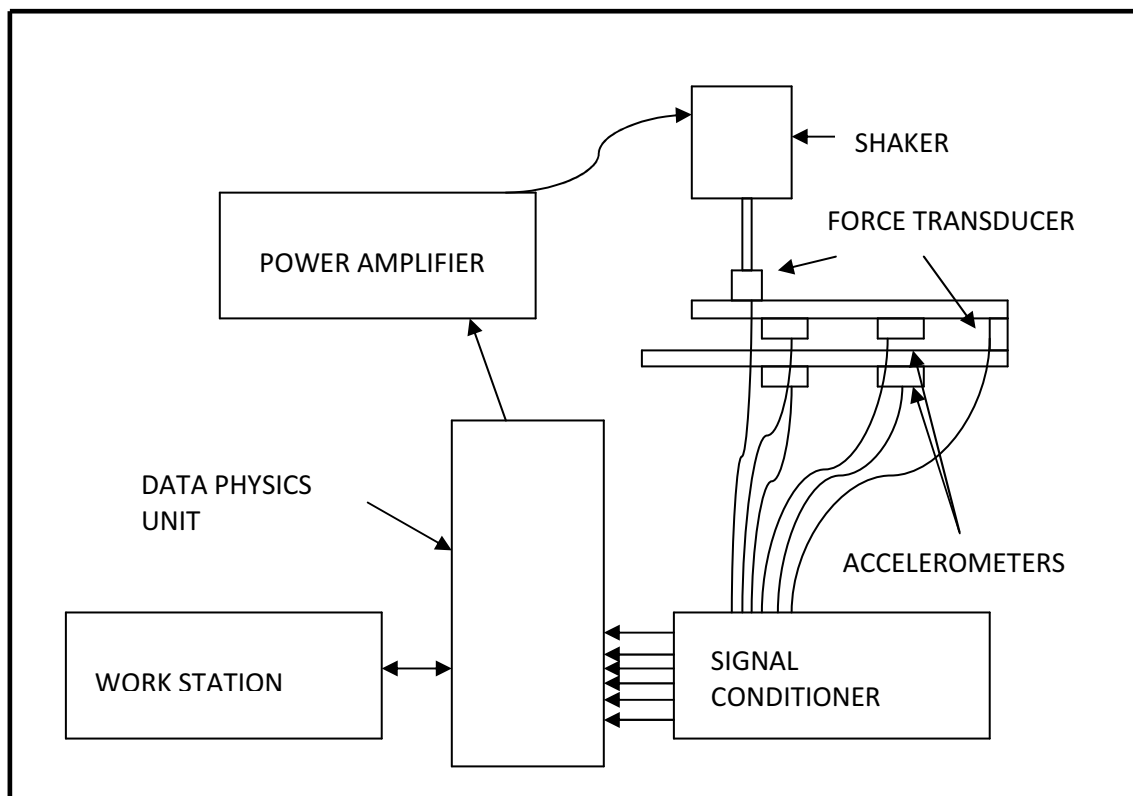 SHAKER
FORCE TRANSDUCER
POWER AMPLIFIER
DATA PHYSICS
UNIT
ACCELEROMETERS
WORK STATION
SIGNAL
CONDITIONER